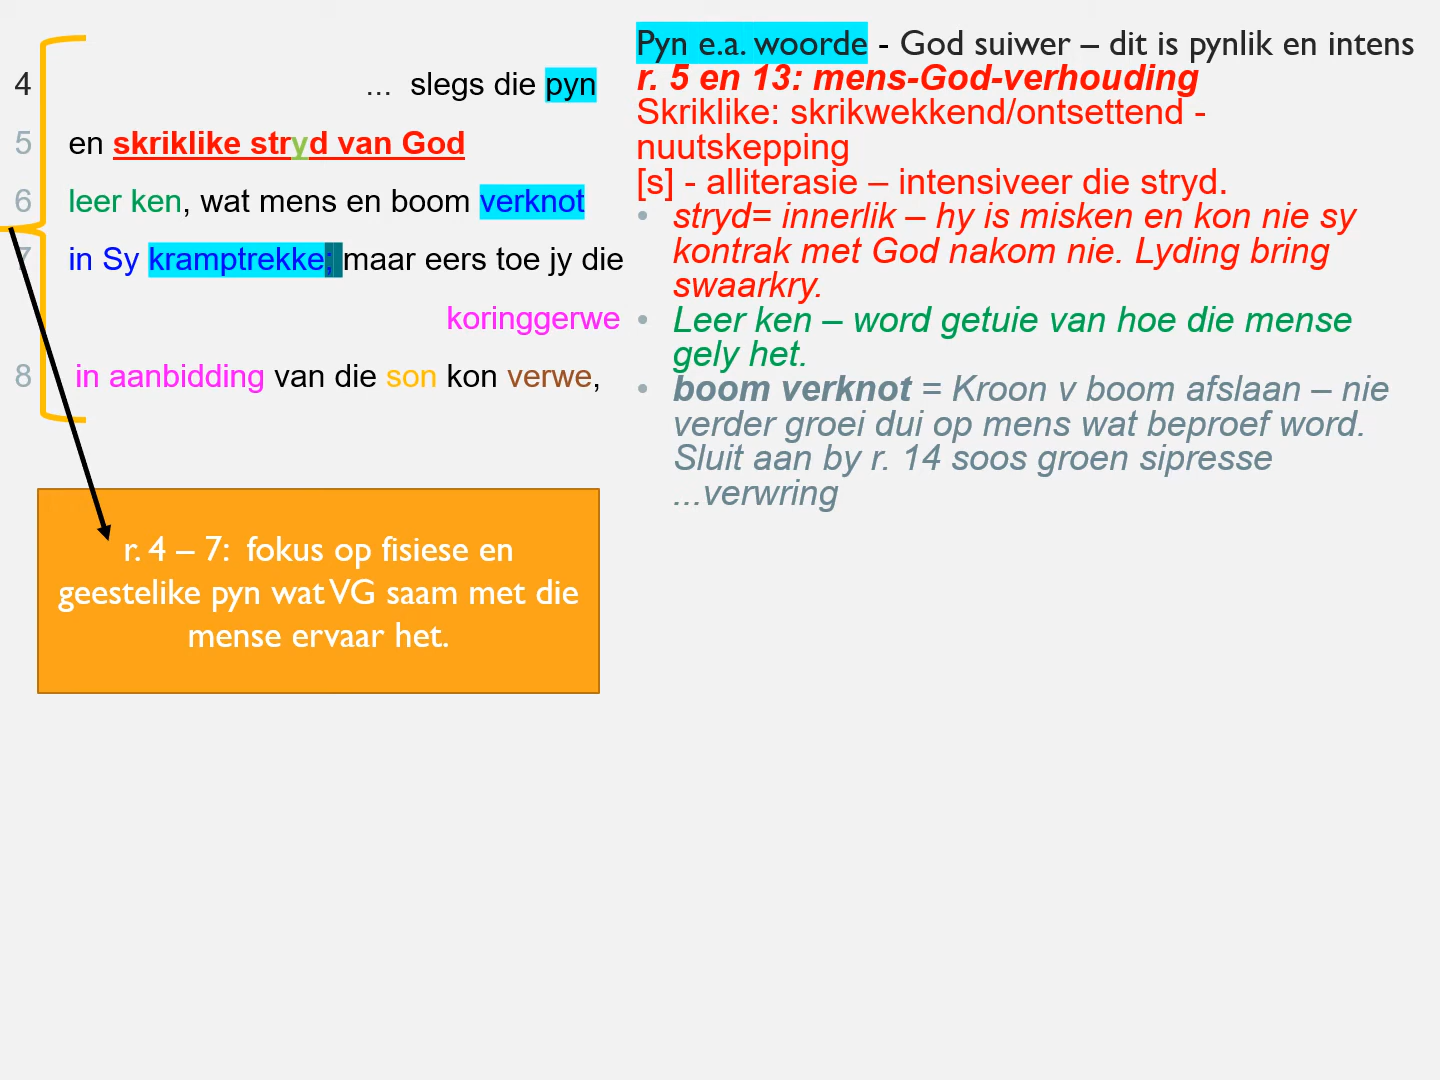 4 ... slegs die pyn
5 en skriklike stryd van God
6 leer ken, wat mens en boom verknot
7 in Sy kramptrekke; maar eers toe jy die
koringgerwe
8 in aanbidding van die son kon verwe,
r. 4 – 7: fokus op fisiese en
geestelike pyn wat VG saam met die
mense ervaar het.
Pyn e.a. woorde - God suiwer – dit is pynlik en intens
r. 5 en 13: mens-God-verhouding
Skriklike: skrikwekkend/ontsettend -
nuutskepping
[s] - alliterasie – intensiveer die stryd.
• stryd= innerlik – hy is misken en kon nie sy
kontrak met God nakom nie. Lyding bring
swaarkry.
• Leer ken – word getuie van hoe die mense
gely het.
• boom verknot = Kroon v boom afslaan – nie
verder groei dui op mens wat beproef word.
Sluit aan by r. 14 soos groen sipresse
...verwring